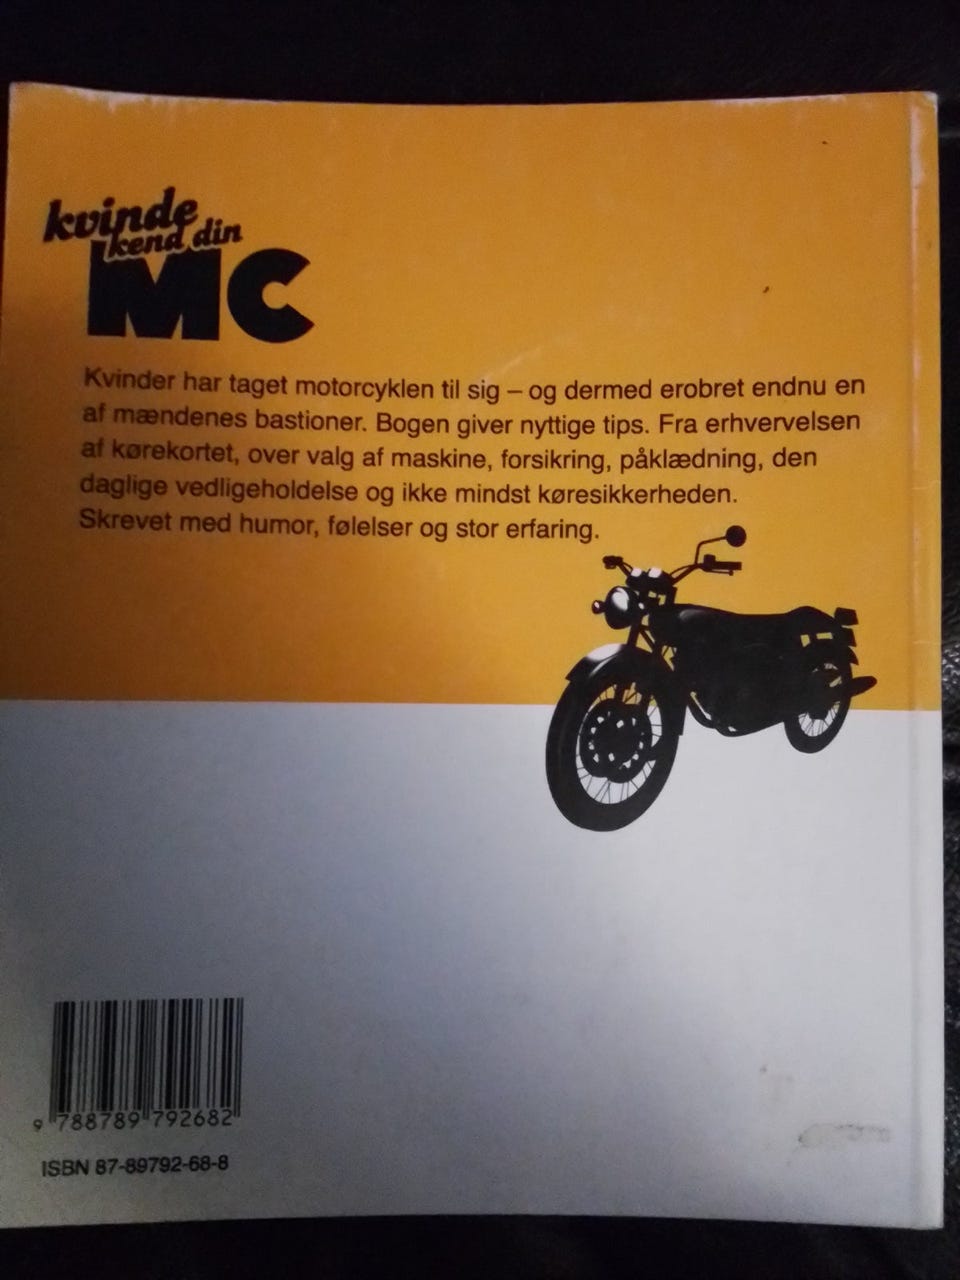 kvinde
kend din
MC
Kvinder har taget motorcyklen til sig – og dermed erobret endnu en
af mændenes bastioner. Bogen giver nyttige tips. Fra erhvervelsen
af kørekortet, over valg af maskine, forsikring, påklædning, den
daglige vedligeholdelse og ikke mindst køresikkerheden.
Skrevet med humor, følelser og stor erfaring.
9 788789 792682
ISBN 87-89792-68-8